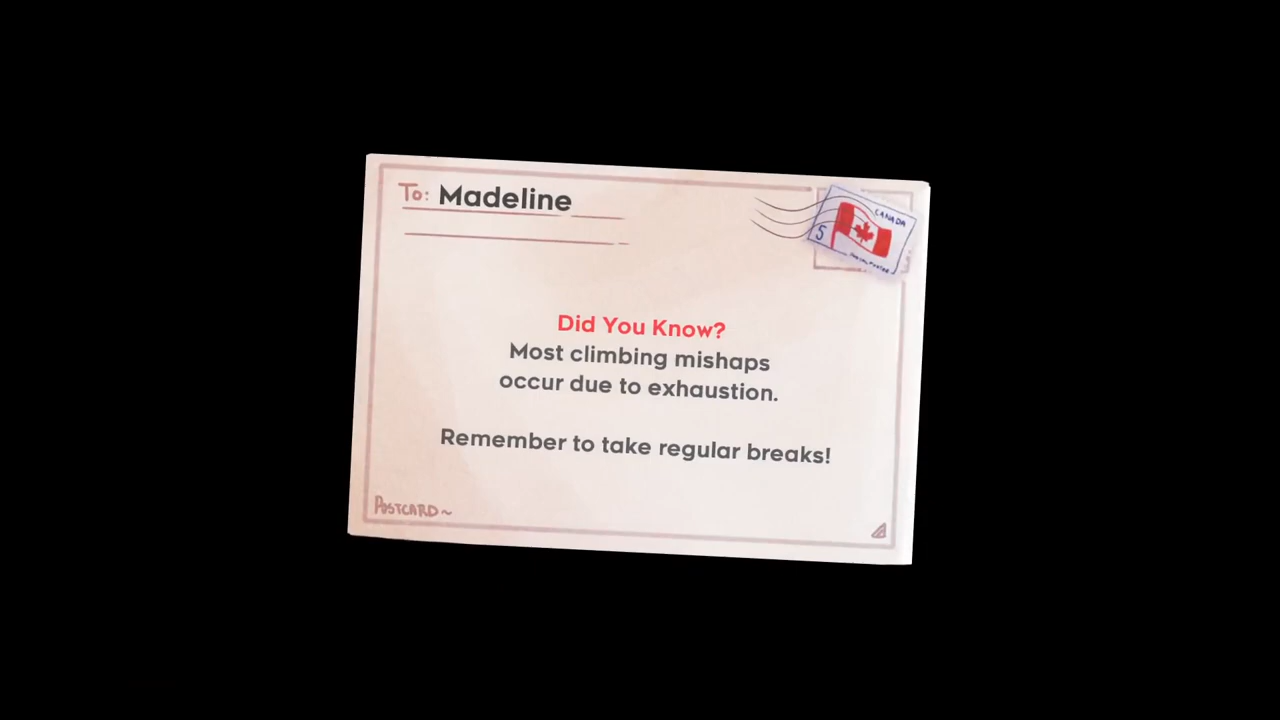 To: Madeline
CANADA
5
Did You Know?
Most climbing mishaps
occur due to exhaustion.
Remember to take regular breaks!
POSTCARD~